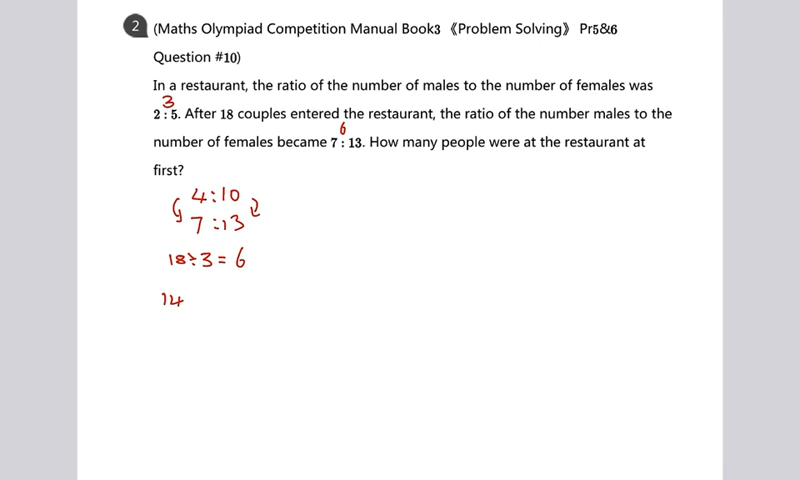 2 (Maths Olympiad Competition Manual Book3 《Problem Solving》 Pr5&6
Question #10)
In a restaurant, the ratio of the number of males to the number of females was
3
2 : 5. After 18 couples entered the restaurant, the ratio of the number males to the
6
number of females became 7 : 13. How many people were at the restaurant at
first?
4:10
7:13
18÷3=6
14